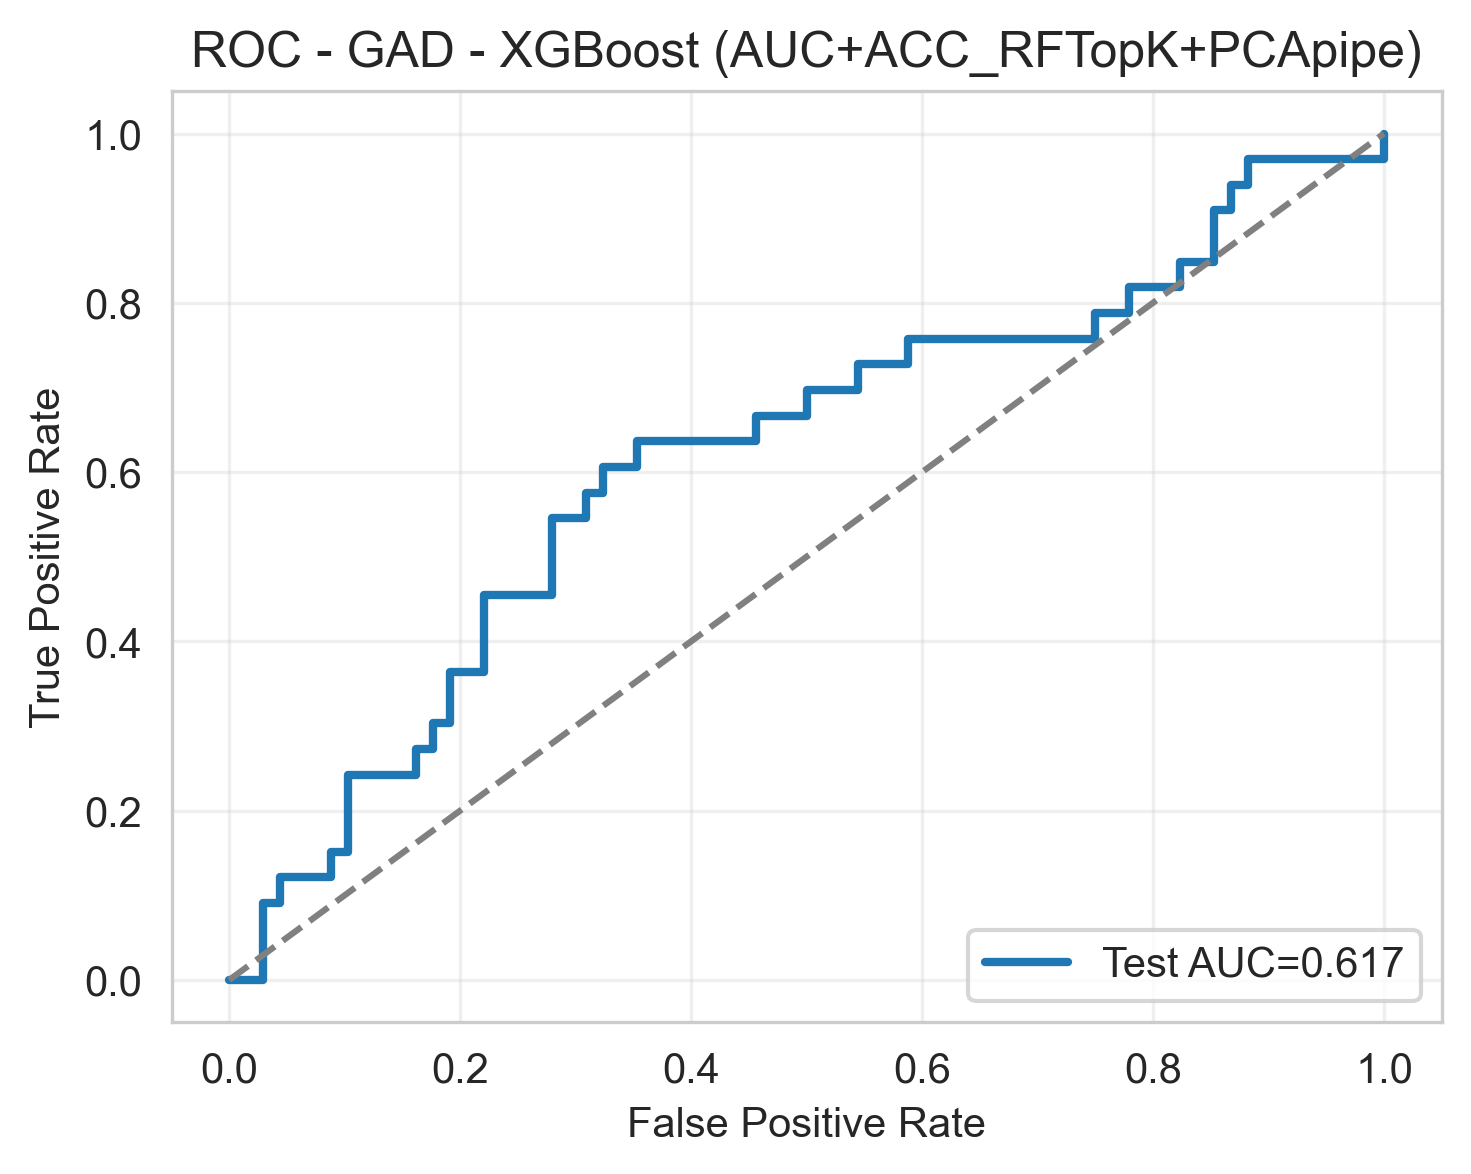 ROC - GAD - XGBoost (AUC+ACC_RFTopK+PCApipe)
1.0
0.8
0.6
0.4
0.2
0.0
True Positive Rate
Test AUC=0.617
0.0 0.2 0.4 0.6 0.8 1.0
False Positive Rate